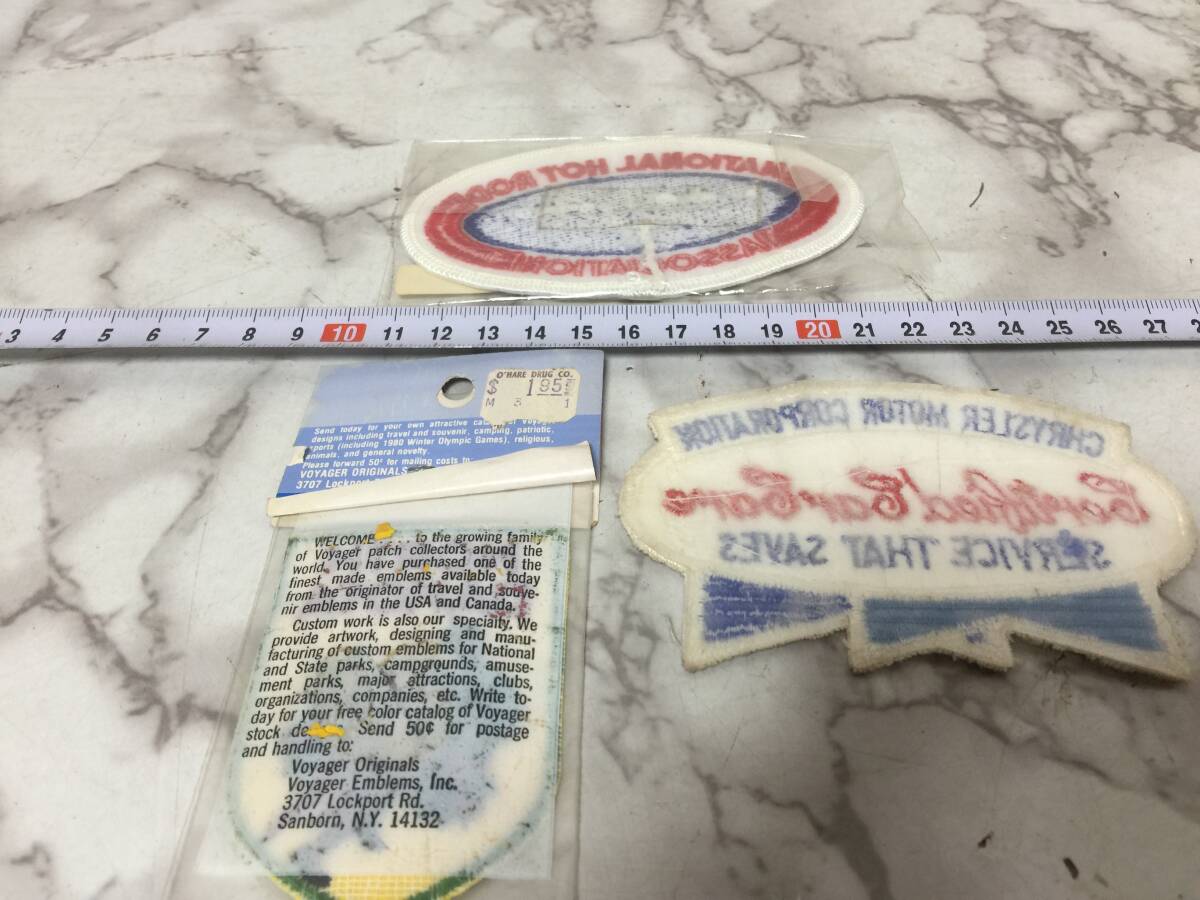 NATIONAL HOT RODS
ASSOCIATION
3 4 5 6 7 8 9 10 11 12 13 14 15 16 17 18 19 20 21 22 23 24 25 26 27
O'HARE DRUG CO.
$ 1.95
M 3 1
Send today for your own attractive of Voyager
designs including travel and souvenir, camping, patriotic,
sports (including 1980 Winter Olympic Games), religious,
animals, and general novelty.
Please forward 50¢ for mailing costs to
VOYAGER ORIGINALS
3707 Lockport
WELCOME . . . . to the growing family
of Voyager patch collectors around the
world. You have purchased one of the
finest made emblems available today
from the originator of travel and souve-
nir emblems in the USA and Canada.
Custom work is also our specialty. We
provide artwork, designing and manu-
facturing of custom emblems for National
and State parks, campgrounds, amuse-
ment parks, major attractions, clubs,
organizations, companies, etc. Write to-
day for your free color catalog of Voyager
stock Send 50¢ for postage
and handling to:
Voyager Originals
Voyager Emblems, Inc.
3707 Lockport Rd.
Sanborn, N.Y. 14132
CHRYSLER MOTOR CORPORATION
Certified Car Care
SERVICE THAT SAVES